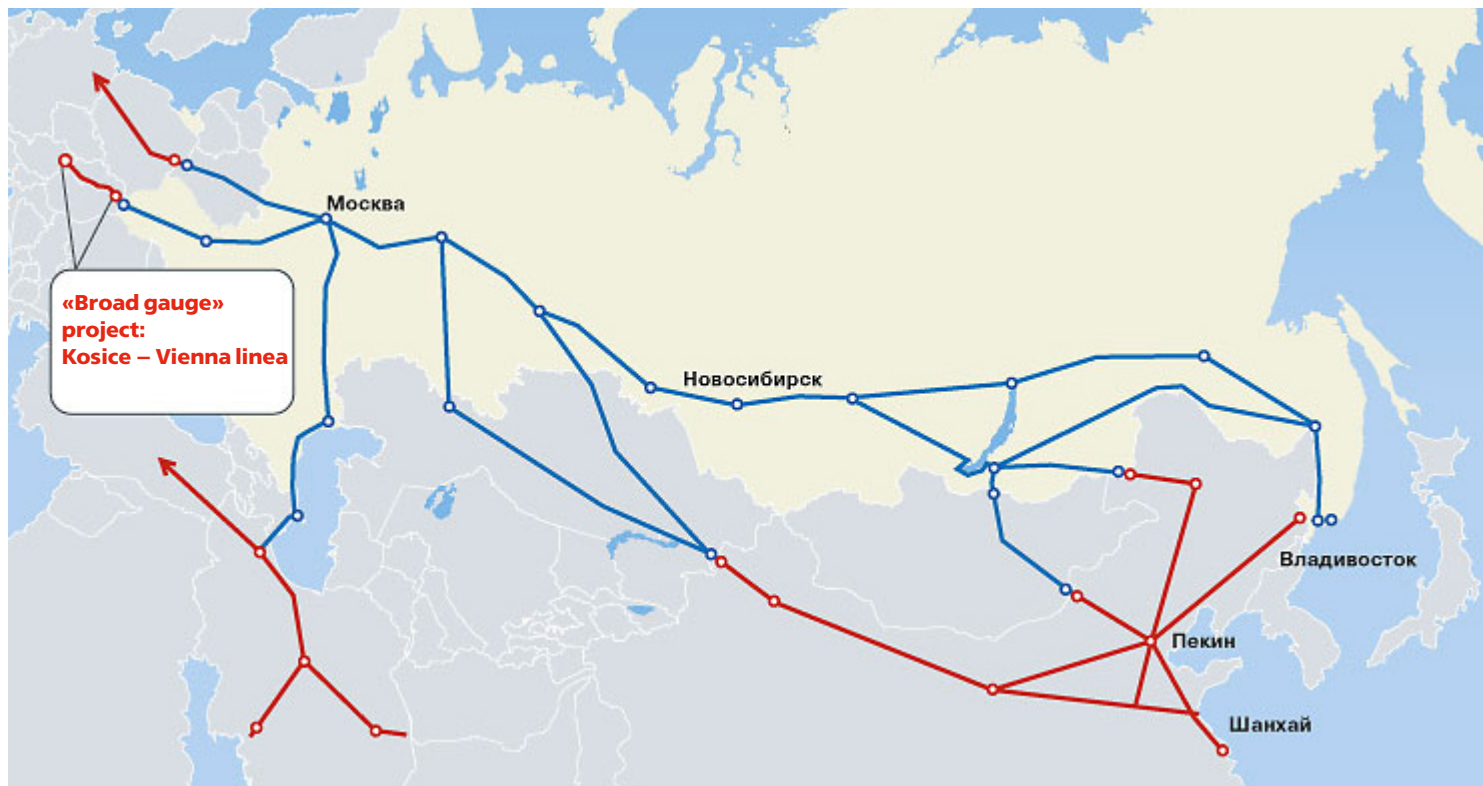 Москва
«Broad gauge»
project:
Kosice – Vienna linea
Новосибирск
Владивосток
Пекин
Шанхай